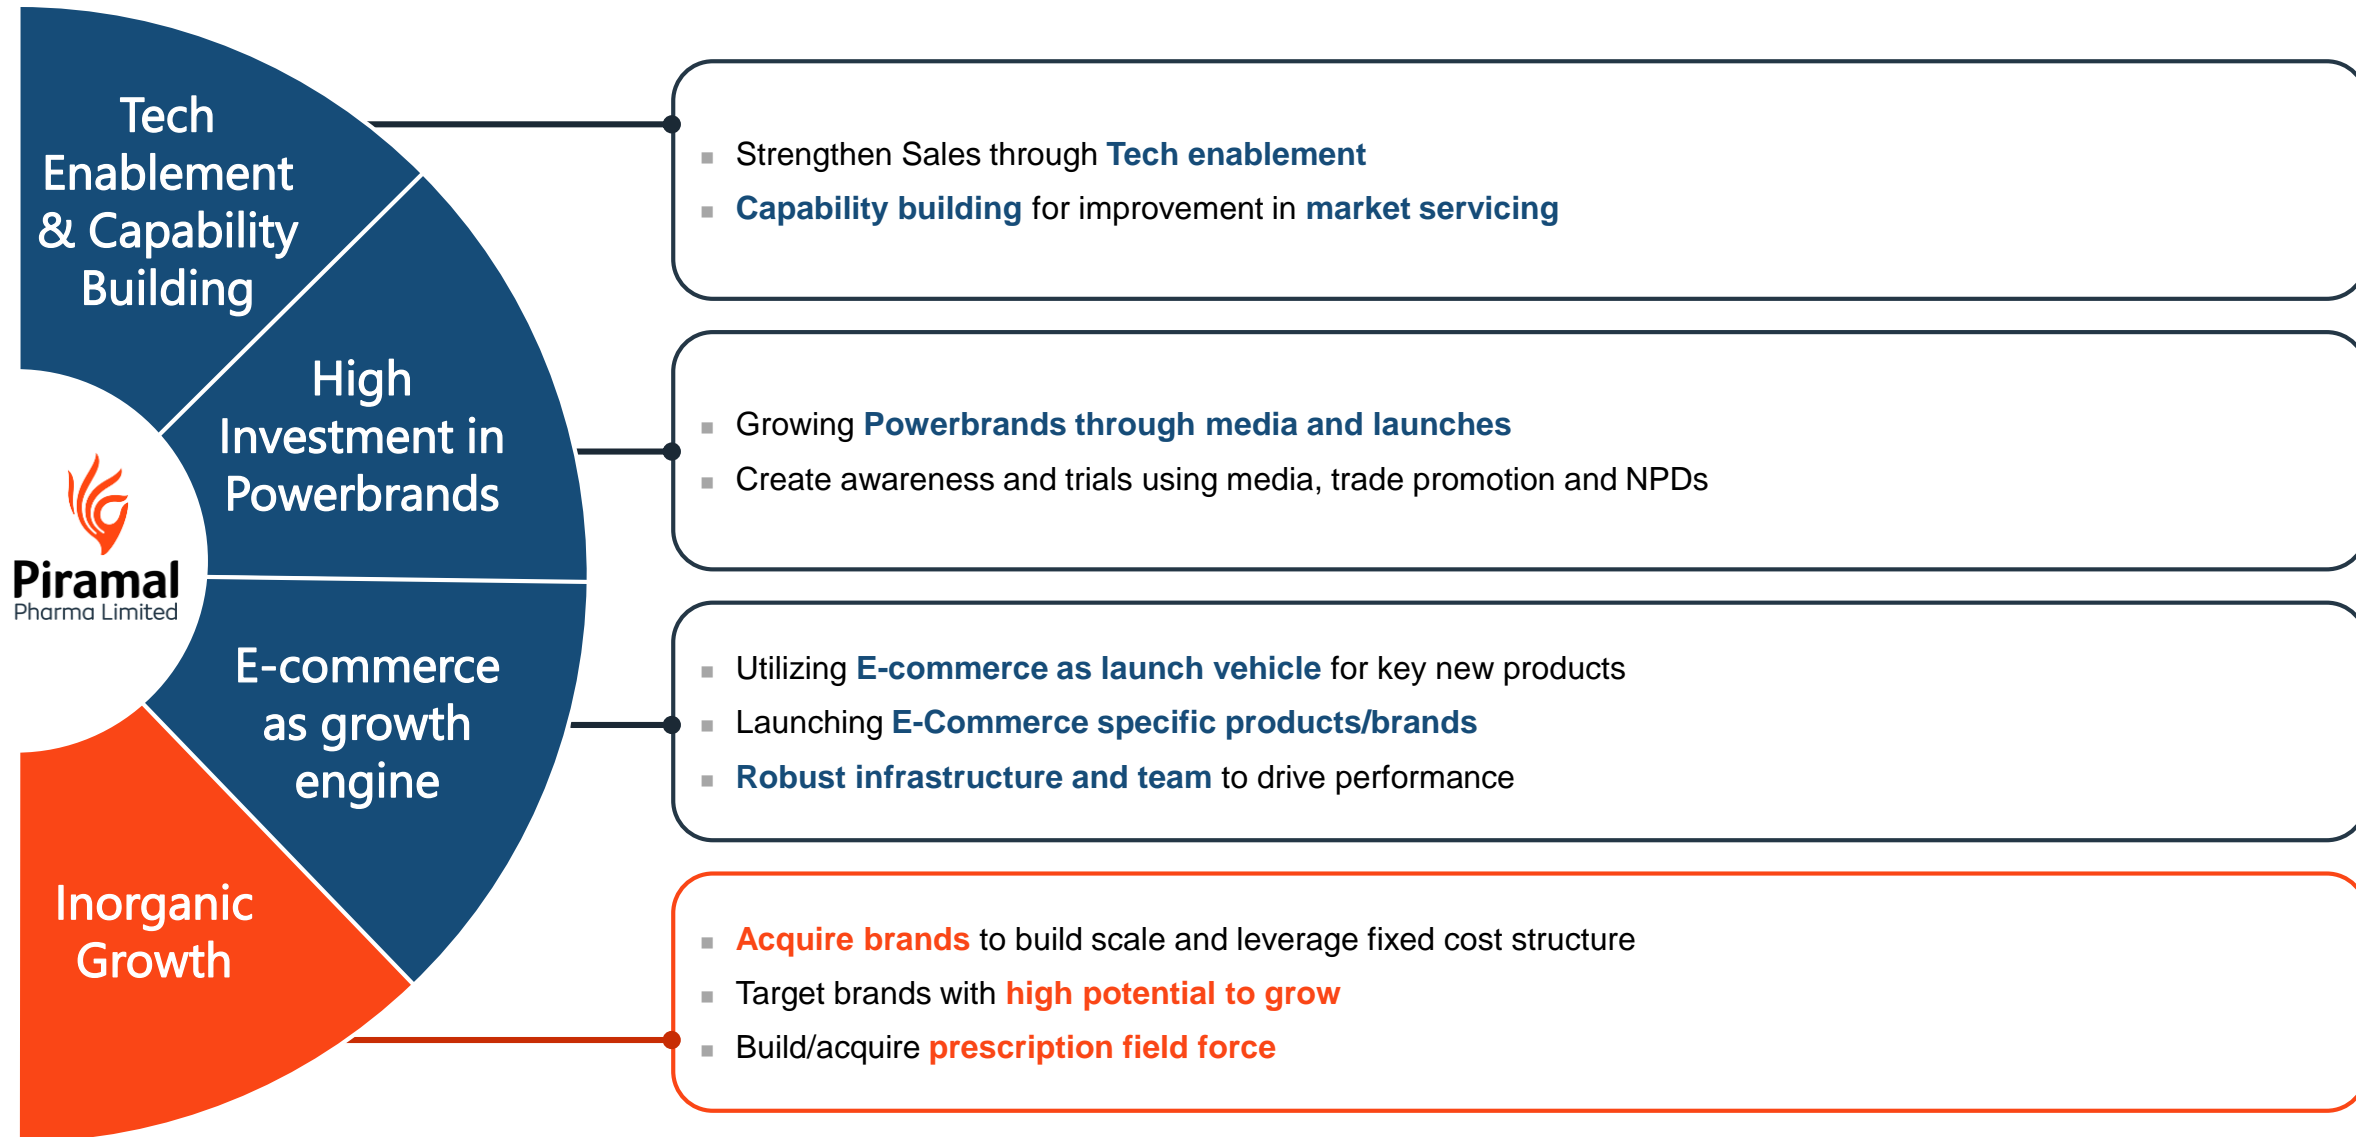 Tech
Enablement
& Capability
Building
Strengthen Sales through Tech enablement
Capability building for improvement in market servicing
High
Investment in
Powerbrands
Growing Powerbrands through media and launches
Create awareness and trials using media, trade promotion and NPDs
Piramal
Pharma Limited
E-commerce
as growth
engine
Utilizing E-commerce as launch vehicle for key new products
Launching E-Commerce specific products/brands
Robust infrastructure and team to drive performance
Inorganic
Growth
Acquire brands to build scale and leverage fixed cost structure
Target brands with high potential to grow
Build/acquire prescription field force